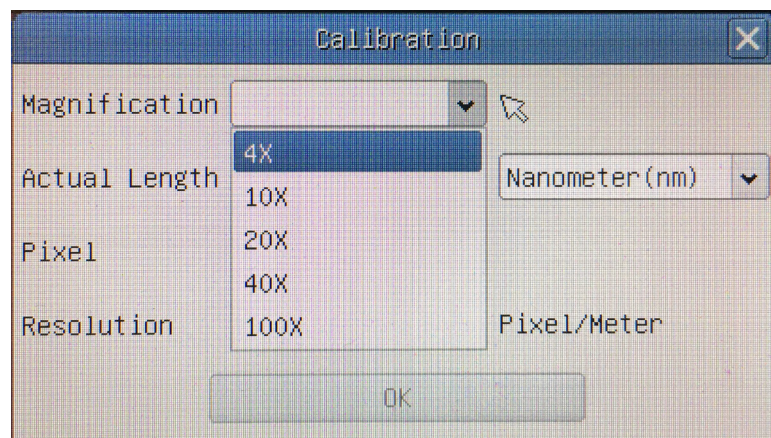 Calibration
Magnification
4X
Actual Length
Nanometer(nm)
10X
Pixel
20X
40X
Resolution
100X
Pixel/Meter
OK